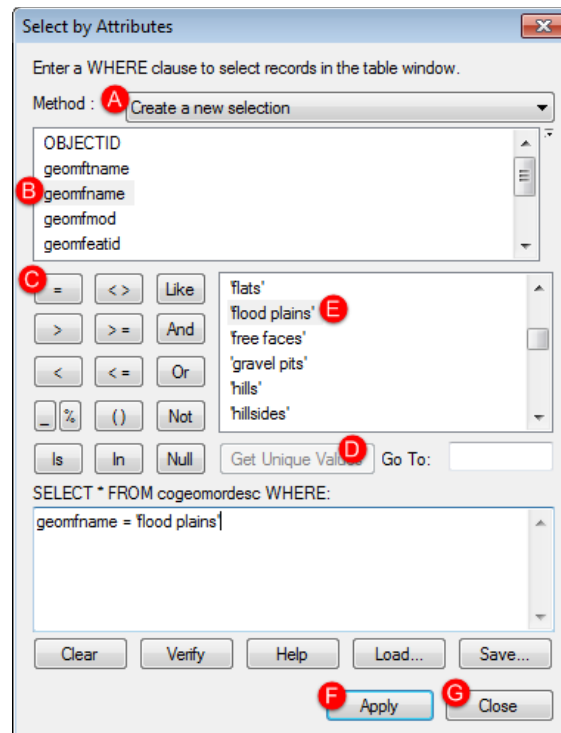 Select by Attributes
Enter a WHERE clause to select records in the table window.
Method : A Create a new selection
OBJECTID
geomftname
B geomfname
geomfmod
geomfeatid
C = < > Like
> > = And
< < = Or
_ % () Not
Is In Null
'flats'
'flood plains' E
'free faces'
'gravel pits'
'hills'
'hillsides'
Get Unique Values D Go To:
SELECT * FROM cogeomordesc WHERE:
geomfname = 'flood plains'
Clear Verify Help Load... Save...
F Apply G Close